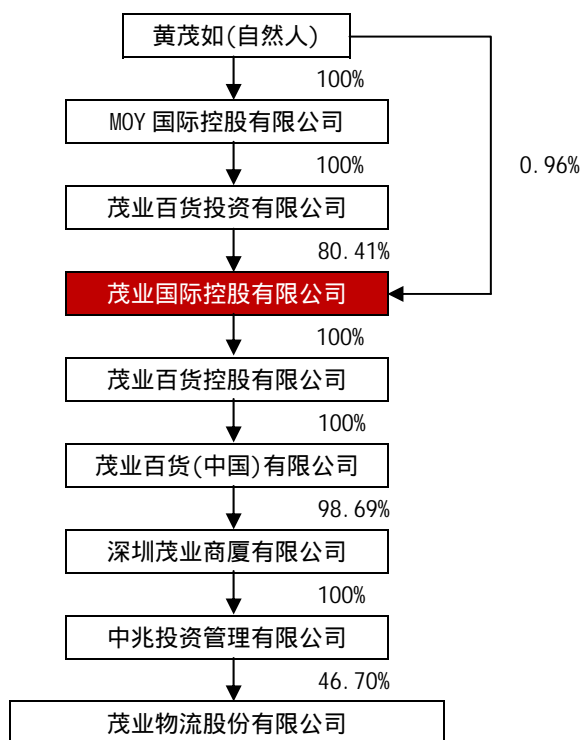 黄茂如(自然人)
100%
MOY 国际控股有限公司
100%
0.96%
茂业百货投资有限公司
80.41%
茂业国际控股有限公司
100%
茂业百货控股有限公司
100%
茂业百货(中国)有限公司
98.69%
深圳茂业商厦有限公司
100%
中兆投资管理有限公司
46.70%
茂业物流股份有限公司